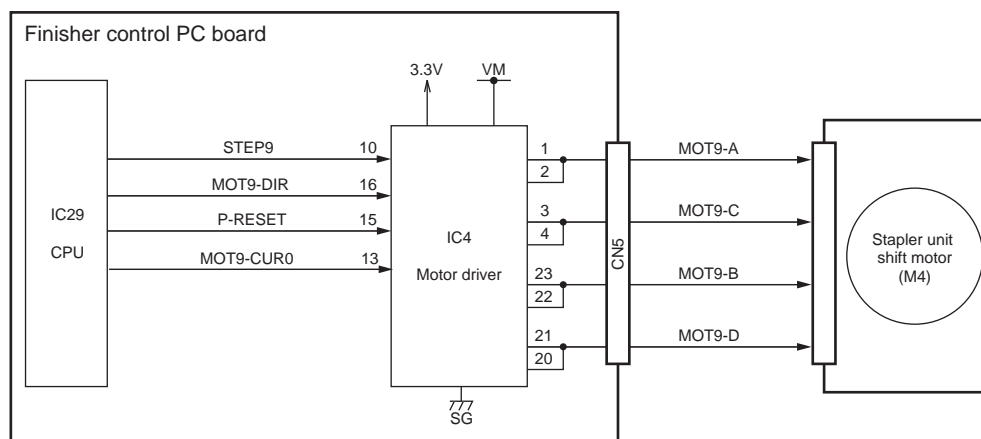 Finisher control PC board
3.3V
VM
STEP9
10
MOT9-DIR
16
P-RESET
15
MOT9-CUR0
13
IC29
CPU
IC4
Motor driver
SG
1
2
3
4
23
22
21
20
CN5
MOT9-A
MOT9-C
MOT9-B
MOT9-D
Stapler unit
shift motor
(M4)